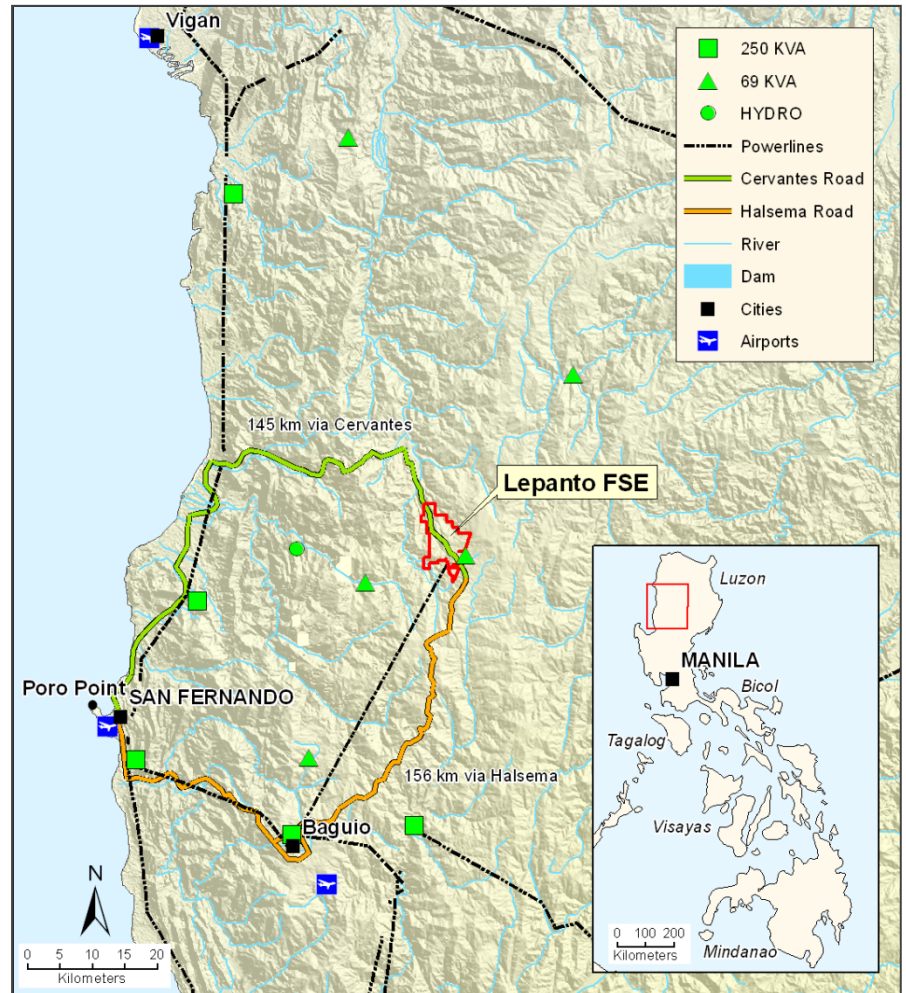 Vigan
250 KVA
69 KVA
HYDRO
Powerlines
Cervantes Road
Halsema Road
River
Dam
Cities
Airports
145 km via Cervantes
Lepanto FSE
Poro Point
SAN FERNANDO
156 km via Halsema
Baguio
N
0 5 10 15 20
Kilometers
Luzon
MANILA
Bicol
Tagalog
Visayas
0 100 200
Kilometers
Mindanao